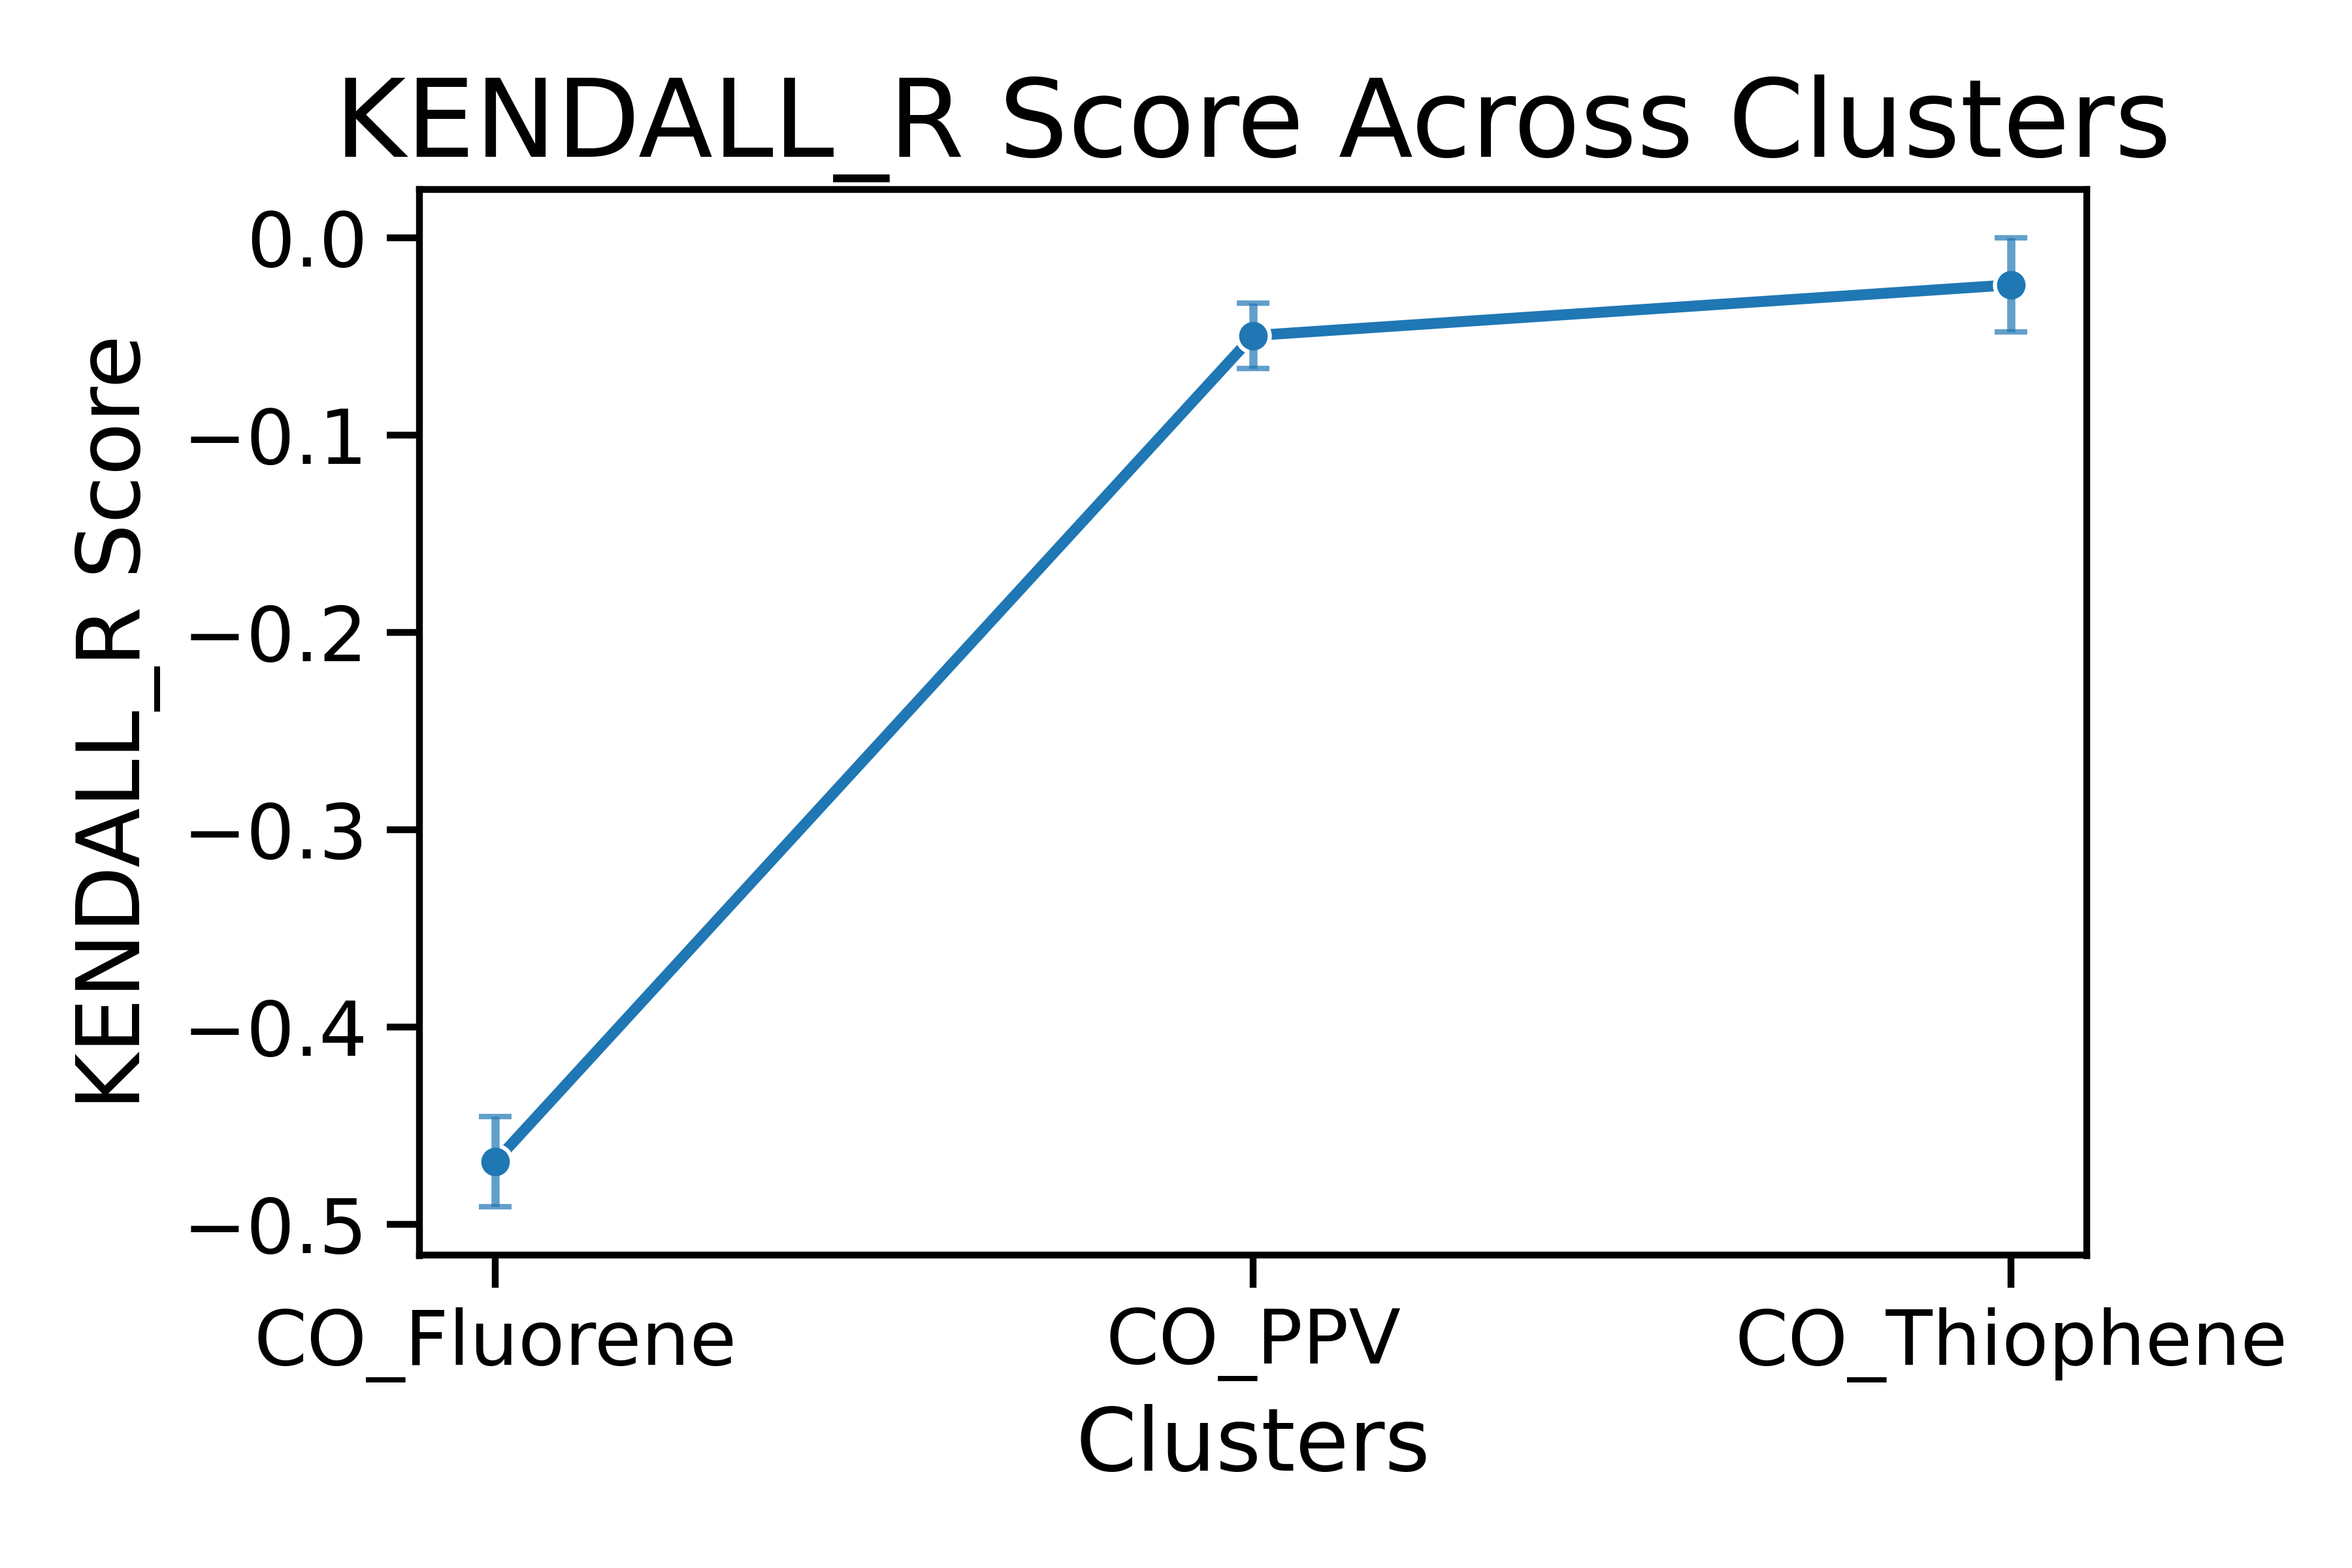 KENDALL_R Score Across Clusters
KENDALL_R Score
0.0
−0.1
−0.2
−0.3
−0.4
−0.5
CO_Fluorene
CO_PPV
CO_Thiophene
Clusters